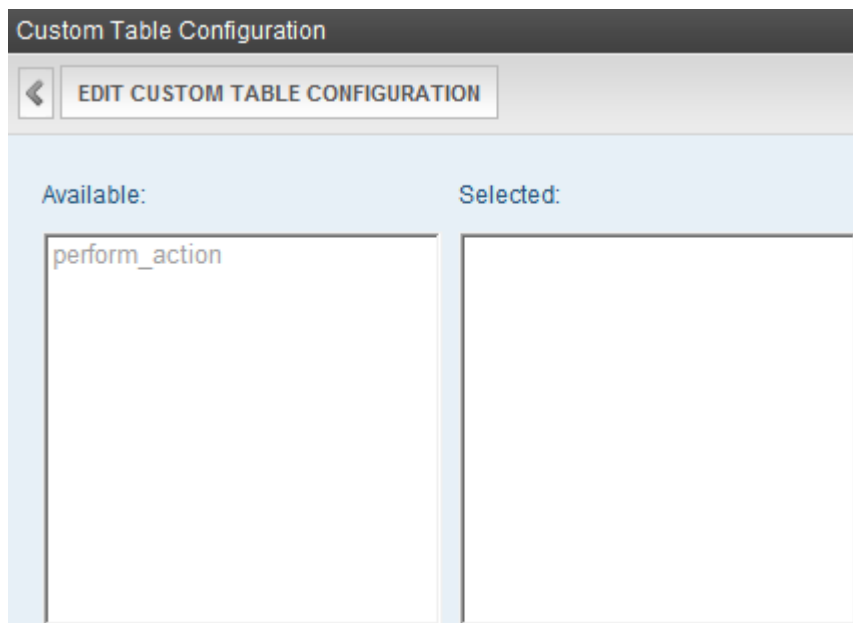 Custom Table Configuration
EDIT CUSTOM TABLE CONFIGURATION
Available:
Selected:
perform_action